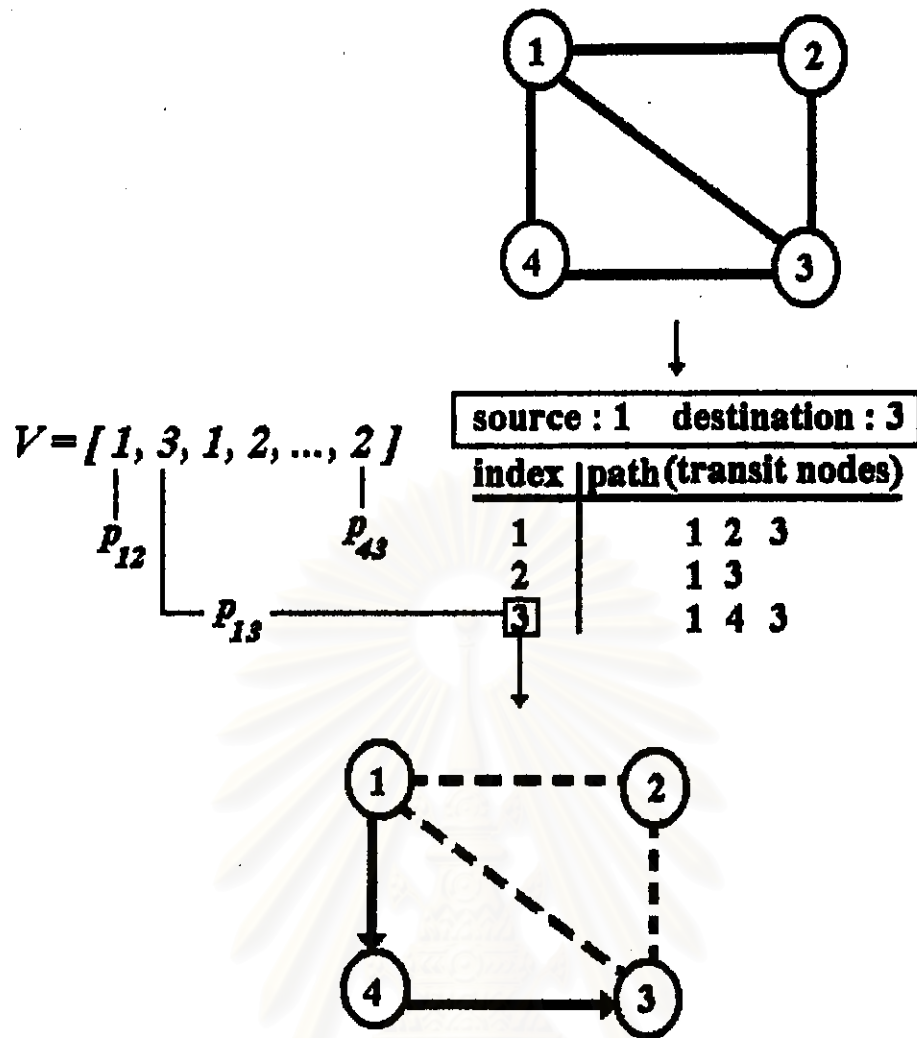 1 2
4 3
source : 1 destination : 3
V = [ 1, 3, 1, 2, ..., 2 ]
index path (transit nodes)
p12 p43
1 1 2 3
2 1 3
p13 3 1 4 3
1 2
4 3